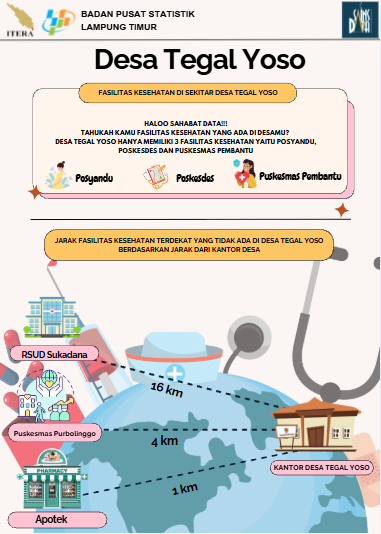 ITERA
BADAN PUSAT STATISTIK
LAMPUNG TIMUR
Desa Tegal Yoso
FASILITAS KESEHATAN DI SEKITAR DESA TEGAL YOSO
HALOO SAHABAT DATA!!!
TAHUKAH KAMU FASILITAS KESEHATAN YANG ADA DI DESAMU?
DESA TEGAL YOSO HANYA MEMILIKI 3 FASILITAS KESEHATAN YAITU POSYANDU,
POSKESDES DAN PUSKESMAS PEMBANTU
Posyandu
Poskesdes
Puskesmas Pembantu
JARAK FASILITAS KESEHATAN TERDEKAT YANG TIDAK ADA DI DESA TEGAL YOSO
BERDASARKAN JARAK DARI KANTOR DESA
RSUD Sukadana
16 km
Puskesmas Purbolinggo
4 km
KANTOR DESA TEGAL YOSO
PHARMACY
1 km
Apotek